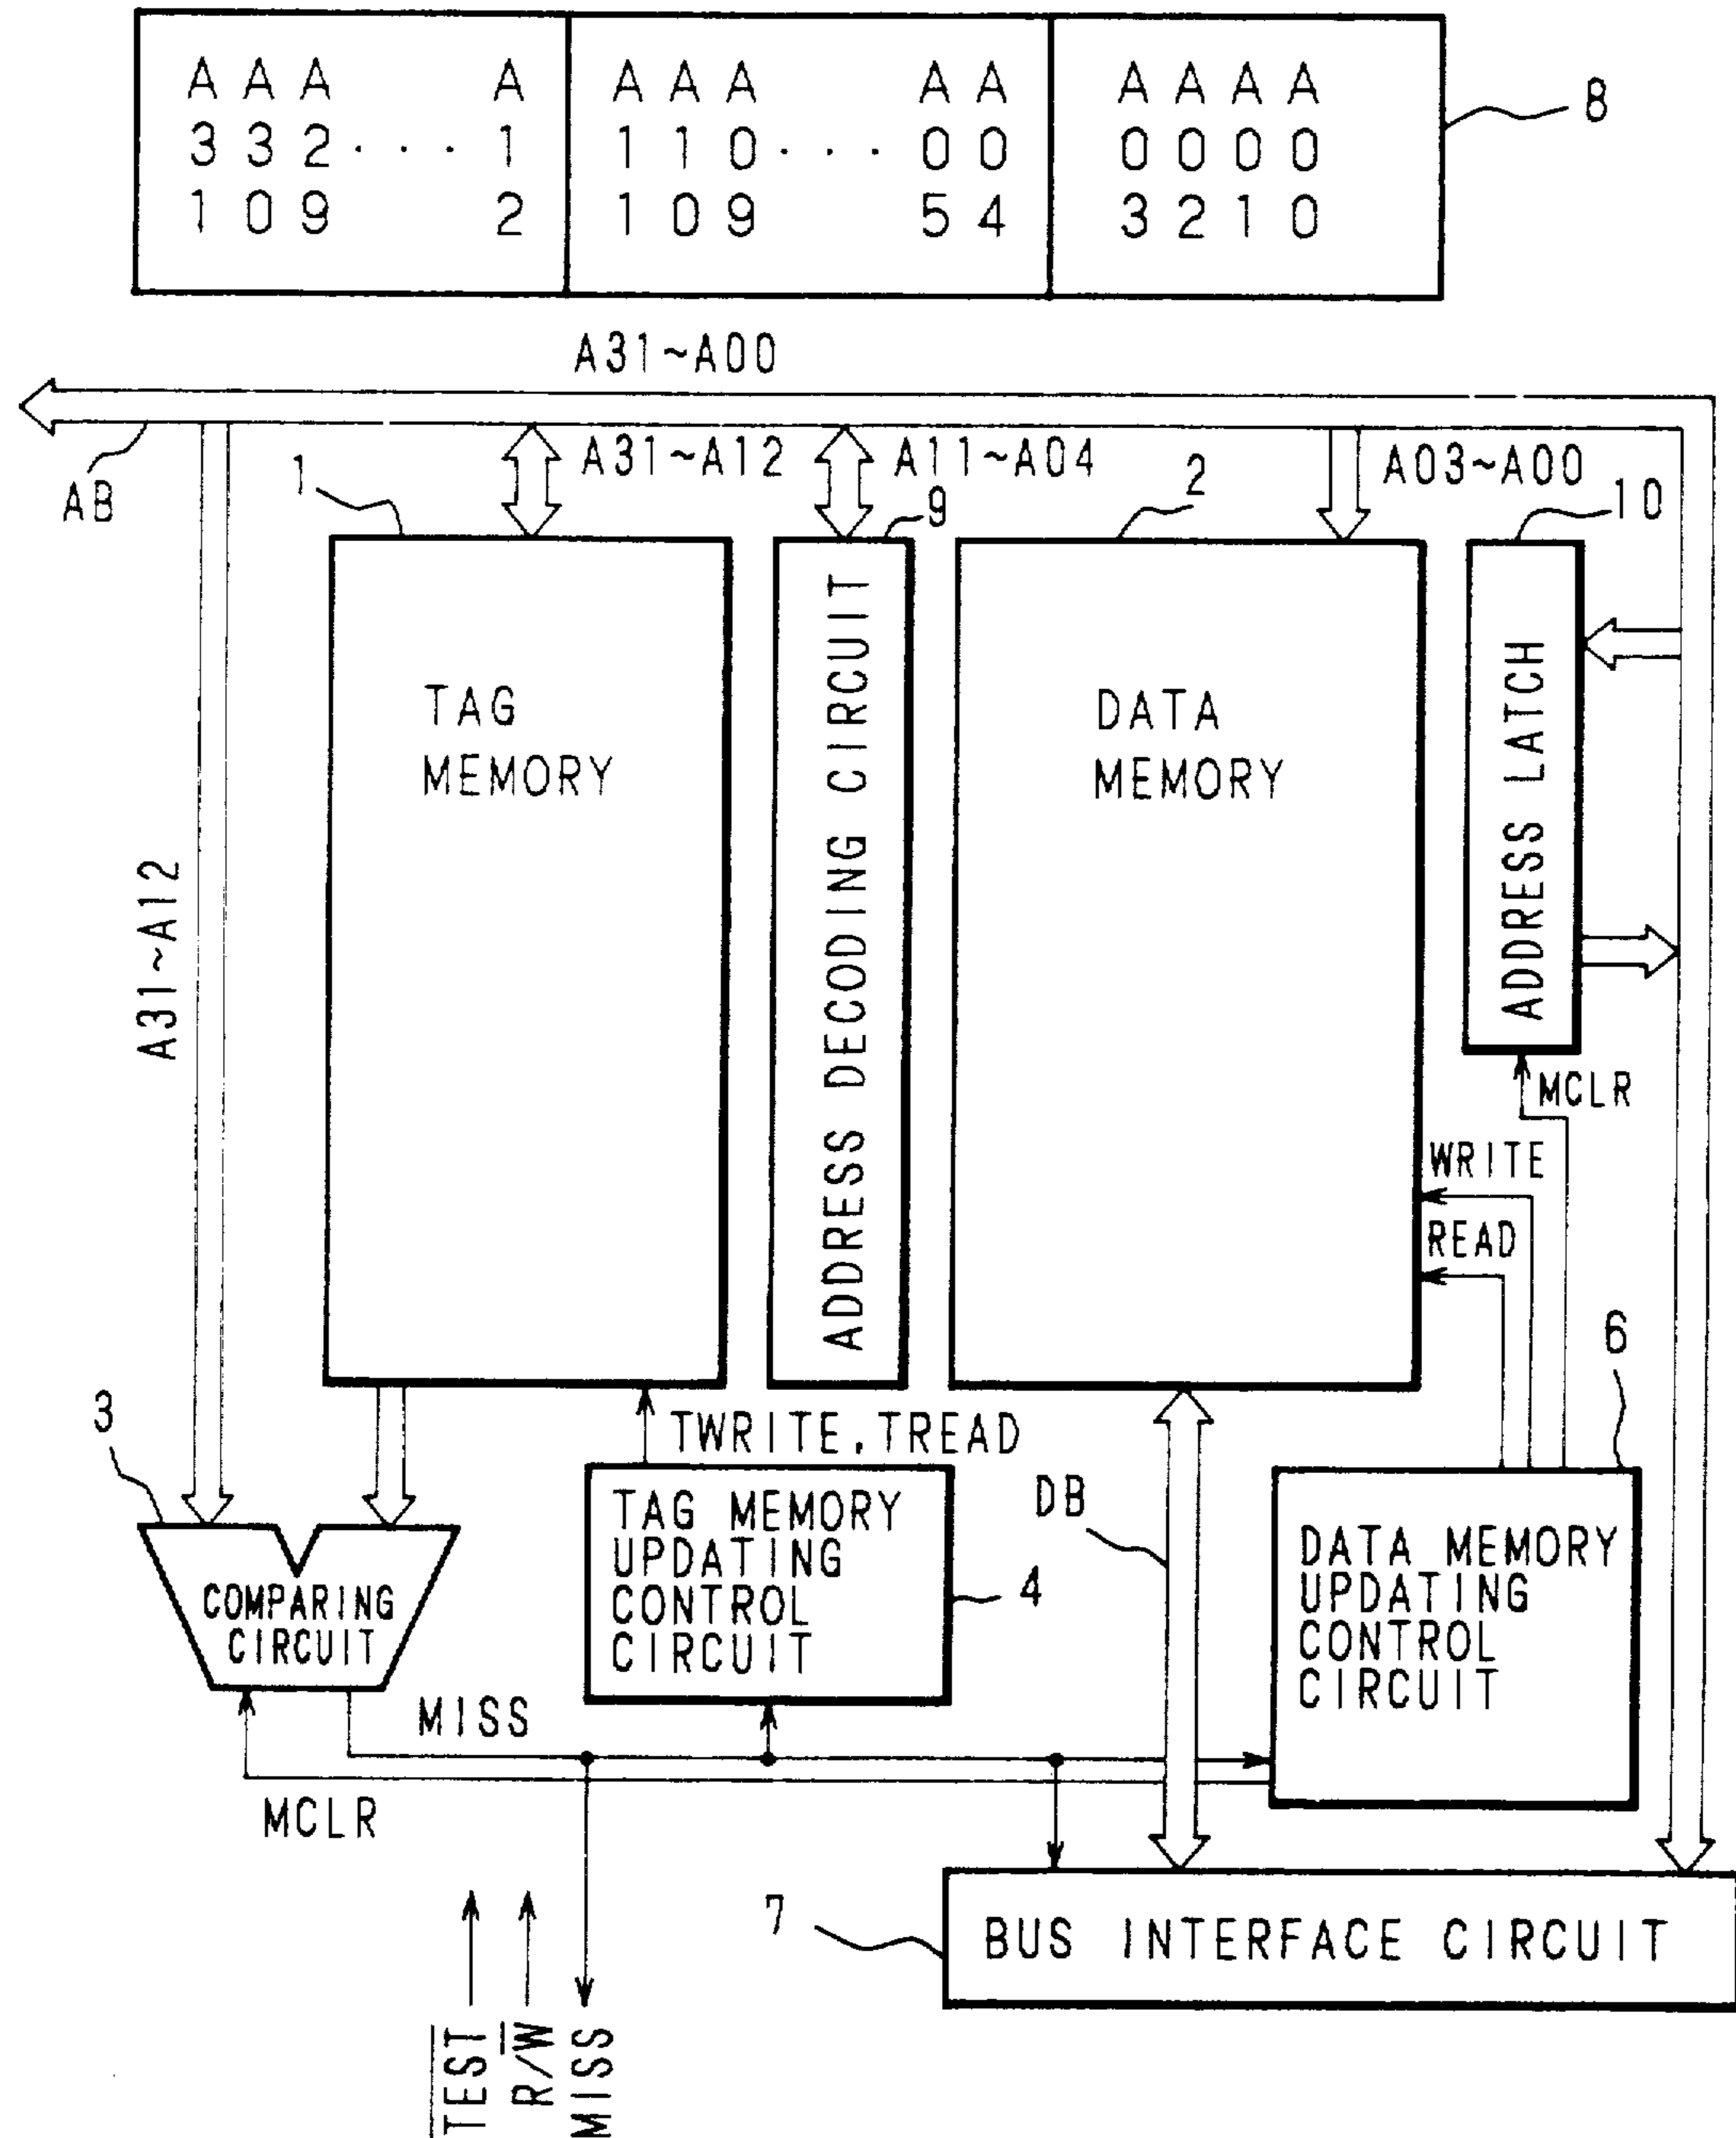 A A A A A A A A A A A A A
3 3 2 . . . 1 1 1 0 . . . 0 0 0 0 0 0
1 0 9 2 1 0 9 5 4 3 2 1 0
8
A31~A00
A31~A12
A11~A04
A03~A00
AB
1
9
2
10
TAG
MEMORY
ADDRESS DECODING CIRCUIT
DATA
MEMORY
ADDRESS LATCH
A31~A12
MCLR
WRITE
READ
6
3
TWRITE.TREAD
DB
TAG MEMORY
UPDATING
CONTROL
CIRCUIT
4
DATA MEMORY
UPDATING
CONTROL
CIRCUIT
COMPARING
CIRCUIT
MISS
MCLR
7
BUS INTERFACE CIRCUIT
TEST
R/W
MISS